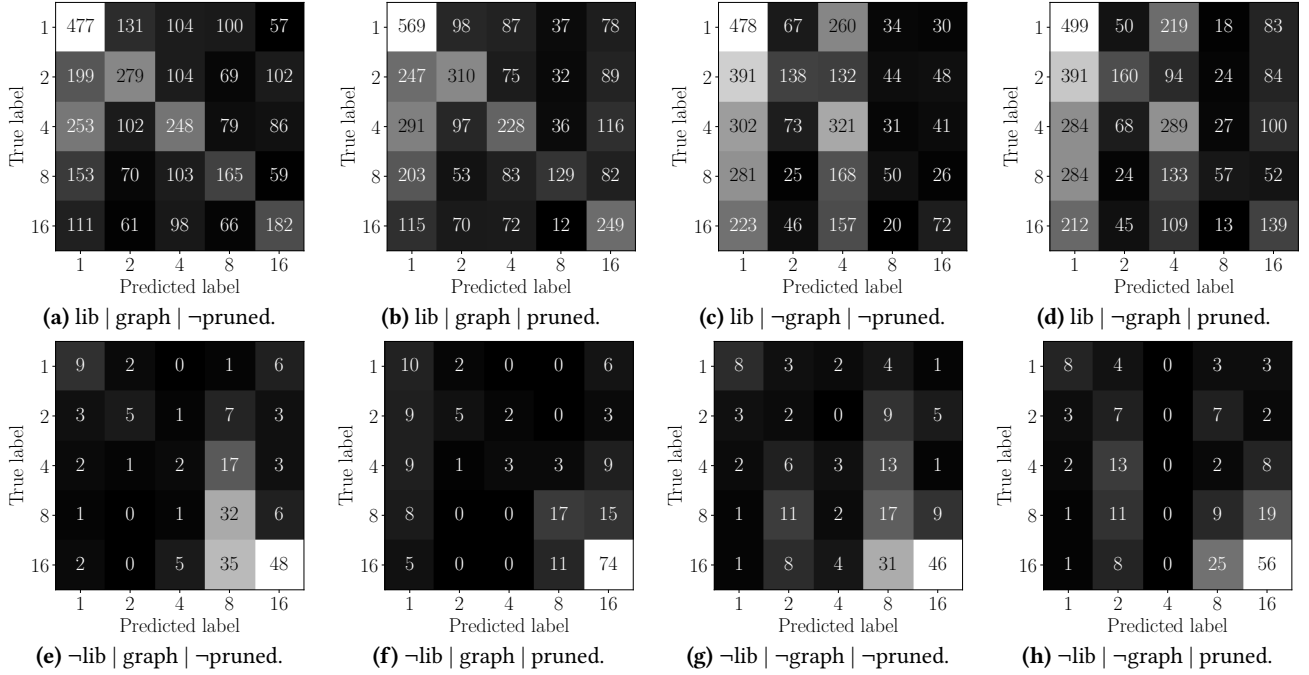 1 477 131 104 100 57
2 199 279 104 69 102
True label
4 253 102 248 79 86
8 153 70 103 165 59
16 111 61 98 66 182
1 2 4 8 16
Predicted label
(a) lib | graph | ¬pruned.
1 569 98 87 37 78
2 247 310 75 32 89
True label
4 291 97 228 36 116
8 203 53 83 129 82
16 115 70 72 12 249
1 2 4 8 16
Predicted label
(b) lib | graph | pruned.
1 478 67 260 34 30
2 391 138 132 44 48
True label
4 302 73 321 31 41
8 281 25 168 50 26
16 223 46 157 20 72
1 2 4 8 16
Predicted label
(c) lib | ¬graph | ¬pruned.
1 499 50 219 18 83
2 391 160 94 24 84
True label
4 284 68 289 27 100
8 284 24 133 57 52
16 212 45 109 13 139
1 2 4 8 16
Predicted label
(d) lib | ¬graph | pruned.
1 9 2 0 1 6
2 3 5 1 7 3
True label
4 2 1 2 17 3
8 1 0 1 32 6
16 2 0 5 35 48
1 2 4 8 16
Predicted label
(e) ¬lib | graph | ¬pruned.
1 10 2 0 0 6
2 9 5 2 0 3
True label
4 9 1 3 3 9
8 8 0 0 17 15
16 5 0 0 11 74
1 2 4 8 16
Predicted label
(f) ¬lib | graph | pruned.
1 8 3 2 4 1
2 3 2 0 9 5
True label
4 2 6 3 13 1
8 1 11 2 17 9
16 1 8 4 31 46
1 2 4 8 16
Predicted label
(g) ¬lib | ¬graph | ¬pruned.
1 8 4 0 3 3
2 3 7 0 7 2
True label
4 2 13 0 2 8
8 1 11 0 9 19
16 1 8 0 25 56
1 2 4 8 16
Predicted label
(h) ¬lib | ¬graph | pruned.